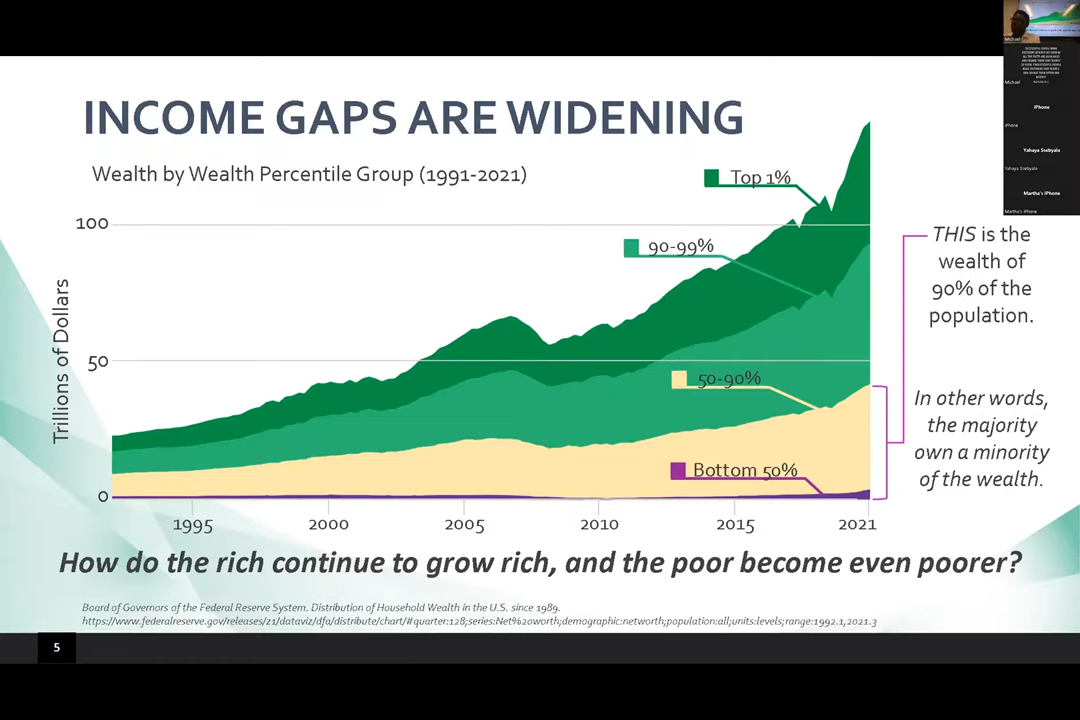 INCOME GAPS ARE WIDENING
Wealth by Wealth Percentile Group (1991-2021)
Top 1%
90-99%
50-90%
Bottom 50%
Trillions of Dollars
100
50
0
1995
2000
2005
2010
2015
2021
THIS is the
wealth of
90% of the
population.
In other words,
the majority
own a minority
of the wealth.
How do the rich continue to grow rich, and the poor become even poorer?
Board of Governors of the Federal Reserve System. Distribution of Household Wealth in the U.S. since 1989.
https://www.federalreserve.gov/releases/z1/dataviz/dfa/distribute/chart/#quarter:128;series:Net%20worth;demographic:networth;population:all;units:levels;range:1992.1,2021.3
5
Michael
Michael
iPhone
iPhone
Yahaya Ssebyala
Yahaya Ssebyala
Martha's iPhone
Martha's iPhone